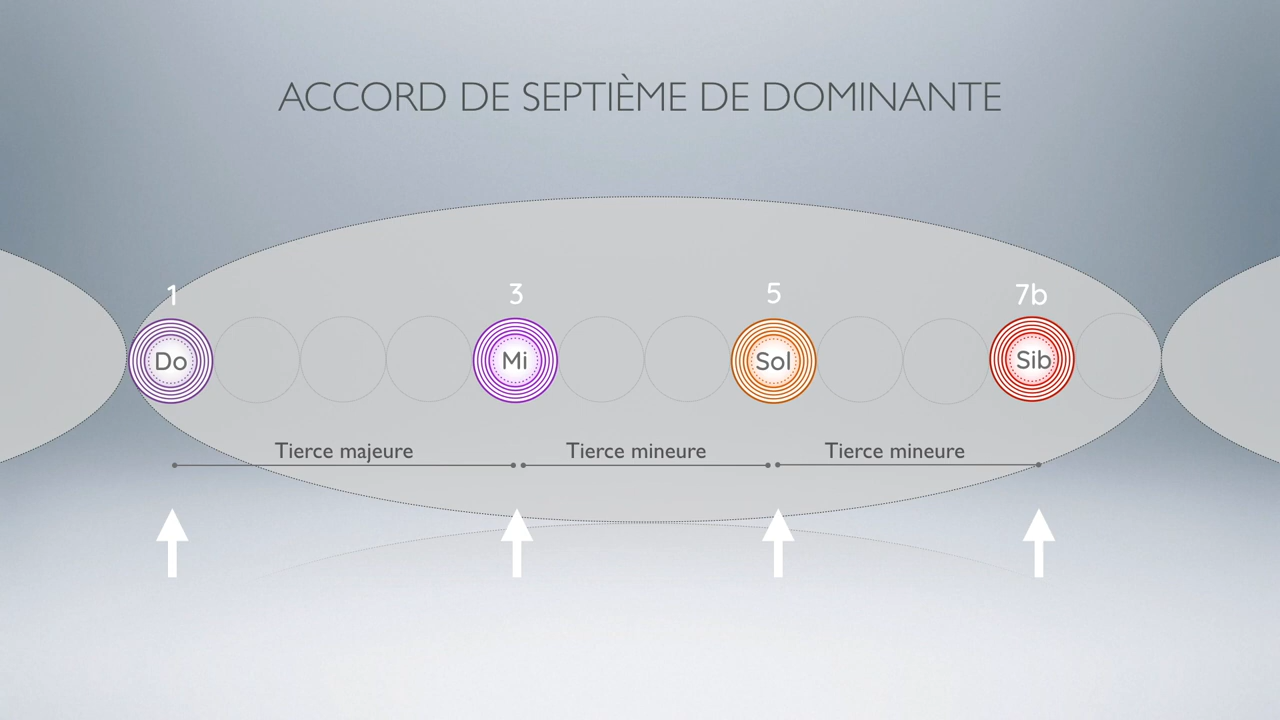 ACCORD DE SEPTIÈME DE DOMINANTE
1 3 5 7b
Do Mi Sol Sib
Tierce majeure Tierce mineure Tierce mineure